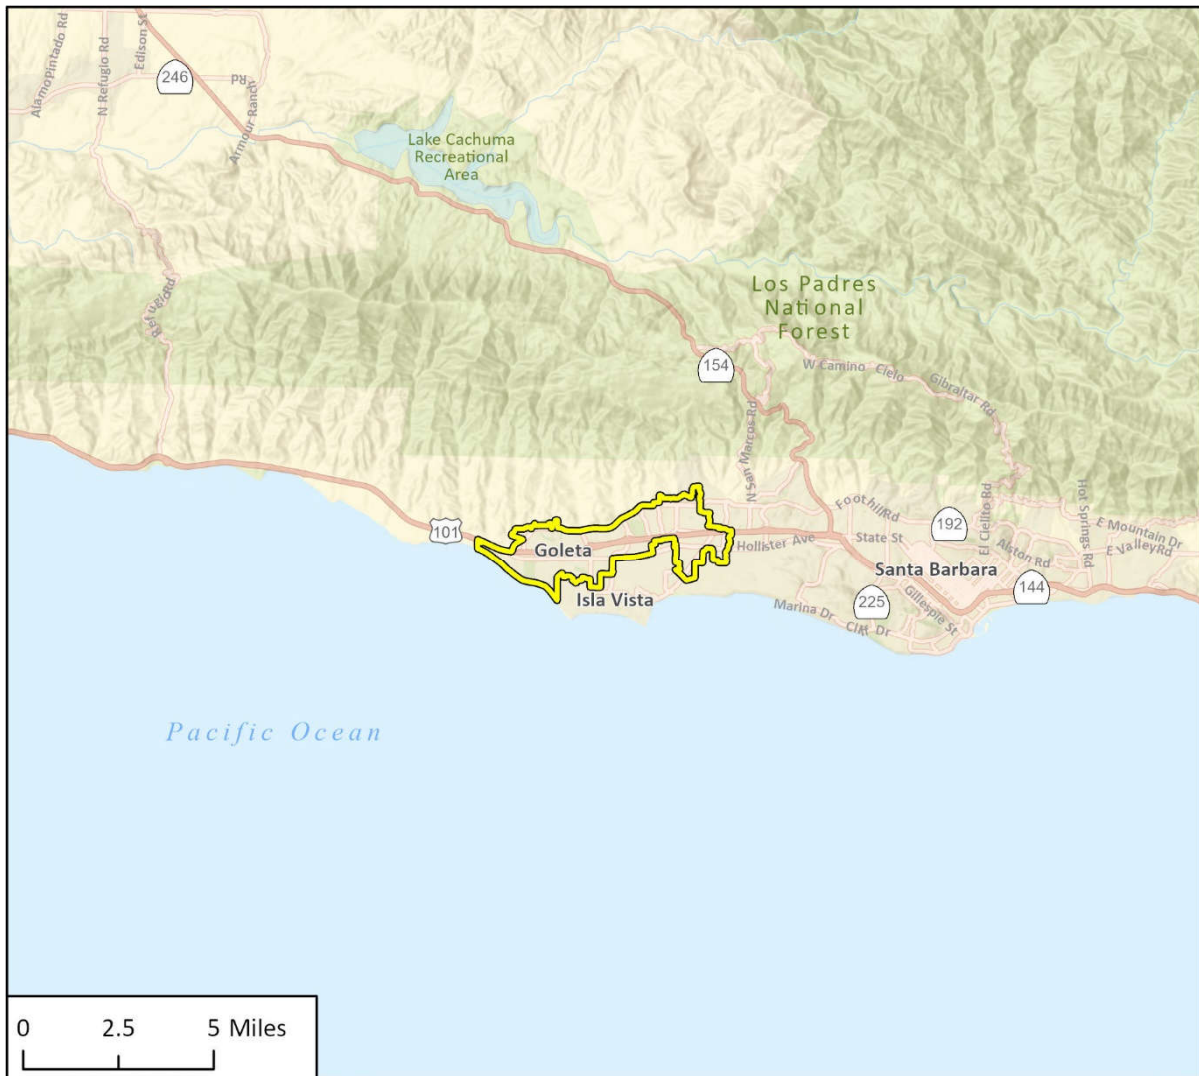 Alamo Pintado Rd
N Refugio Rd
Edison St
246
Rd
Armour Ranch
Lake Cachuma
Recreational
Area
Refugio Rd
Los Padres
National
Forest
154
W Camino Cielo
Gibraltar Rd
N San Marcos Rd
101
Goleta
Isla Vista
Hollister Ave
Foothill Rd
State St
192
El Cielito Rd
Hot Springs Rd
E Mountain Dr
E Valley Rd
Alston Rd
Santa Barbara
144
225
Gillespie St
Marina Dr
Cliff Dr
Pacific Ocean
0 2.5 5 Miles